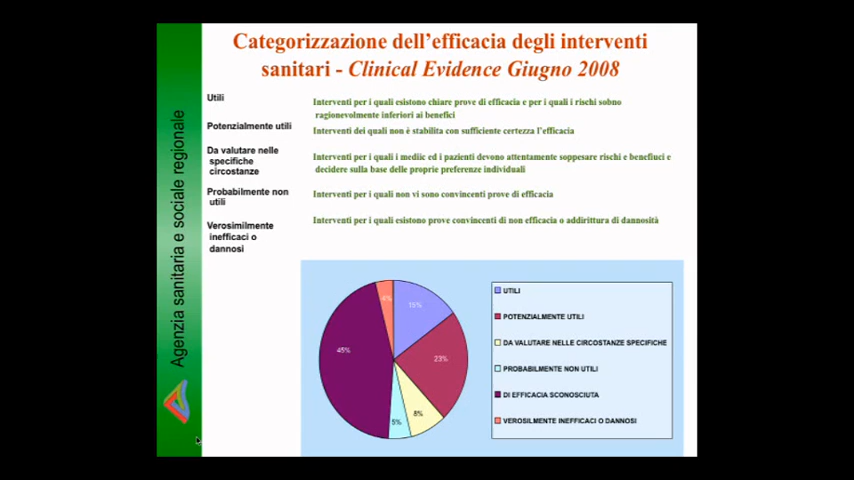 Categorizzazione dell'efficacia degli interventi
sanitari - Clinical Evidence Giugno 2008
Agenzia sanitaria e sociale regionale
Utili
Interventi per i quali esistono chiare prove di efficacia e per i quali i rischi sobno
ragionevolmente inferiori ai benefici
Potenzialmente utili
Interventi dei quali non è stabilita con sufficiente certezza l'efficacia
Da valutare nelle
specifiche
circostanze
Interventi per i quali i mediic ed i pazienti devono attentamente soppesare rischi e benefiuci e
decidere sulla base delle proprie preferenze individuali
Probabilmente non
utili
Interventi per i quali non vi sono convincenti prove di efficacia
Verosimilmente
inefficaci o
dannosi
Interventi per i quali esistono prove convincenti di non efficacia o addirittura di dannosità
4%
15%
23%
8%
5%
45%
UTILI
POTENZIALMENTE UTILI
DA VALUTARE NELLE CIRCOSTANZE SPECIFICHE
PROBABILMENTE NON UTILI
DI EFFICACIA SCONOSCIUTA
VEROSILMENTE INEFFICACI O DANNOSI